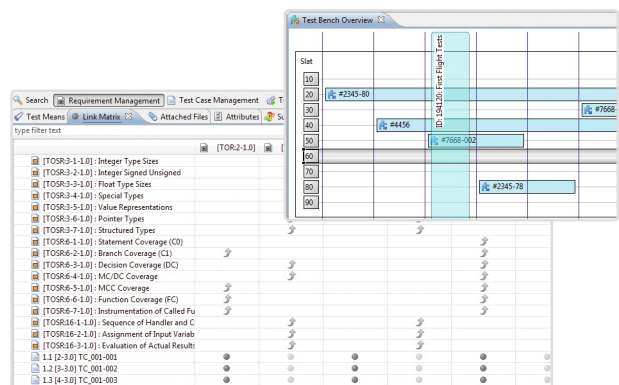 Test Bench Overview
Slat
10
20
30
40
50
60
70
80
90
ID: 194120: First Flight Tests
#2345-80
#7668
#4456
#7668-002
#2345-78
Search Requirement Management Test Case Management
Test Means Link Matrix Attached Files Attributes
type filter text
[TOR:2-1.0] [
[TOSR:3-1-1.0] : Integer Type Sizes
[TOSR:3-2-1.0] : Integer Signed Unsigned
[TOSR:3-3-1.0] : Float Type Sizes
[TOSR:3-4-1.0] : Special Types
[TOSR:3-5-1.0] : Value Representations
[TOSR:3-6-1.0] : Pointer Types
[TOSR:3-7-1.0] : Structured Types
[TOSR:6-1-1.0] : Statement Coverage (C0)
[TOSR:6-2-1.0] : Branch Coverage (C1)
[TOSR:6-3-1.0] : Decision Coverage (DC)
[TOSR:6-4-1.0] : MC/DC Coverage
[TOSR:6-5-1.0] : MCC Coverage
[TOSR:6-6-1.0] : Function Coverage (FC)
[TOSR:6-7-1.0] : Instrumentation of Called Fu
[TOSR:16-1-1.0] : Sequence of Handler and C
[TOSR:16-2-1.0] : Assignment of Input Variab
[TOSR:16-3-1.0] : Evaluation of Actual Results
1.1 [2-3.0] TC_001-001
1.2 [3-3.0] TC_001-002
1.3 [4-3.0] TC_001-003